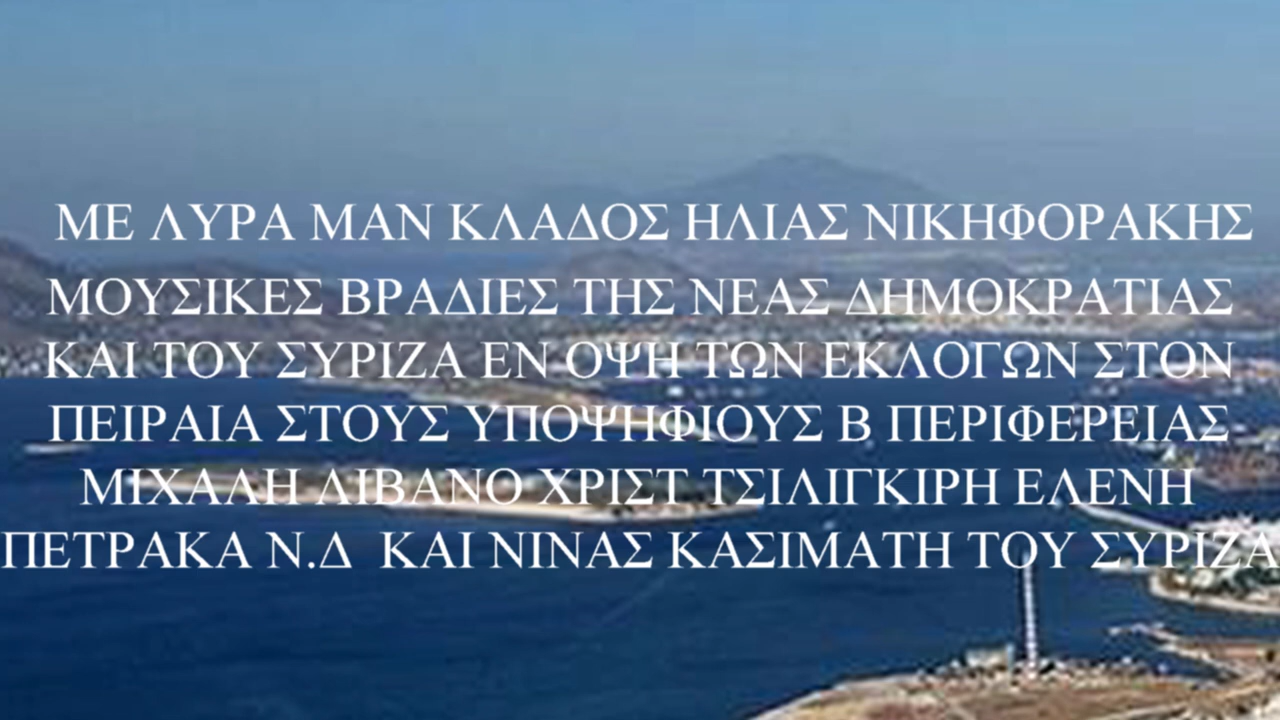 ΜΕ ΛΥΡΑ ΜΑΝ ΚΛΑΔΟΣ ΗΛΙΑΣ ΝΙΚΗΦΟΡΑΚΗΣ
ΜΟΥΣΙΚΕΣ ΒΡΑΔΙΕΣ ΤΗΣ ΝΕΑΣ ΔΗΜΟΚΡΑΤΙΑΣ
ΚΑΙ ΤΟΥ ΣΥΡΙΖΑ ΕΝ ΟΨΗ ΤΩΝ ΕΚΛΟΓΩΝ ΣΤΟΝ
ΠΕΙΡΑΙΑ ΣΤΟΥΣ ΥΠΟΨΗΦΙΟΥΣ Β ΠΕΡΙΦΕΡΕΙΑΣ
ΜΙΧΑΛΗ ΛΙΒΑΝΟ ΧΡΙΣΤ ΤΣΙΛΙΓΚΙΡΗ ΕΛΕΝΗ
ΠΕΤΡΑΚΑ Ν.Δ  ΚΑΙ ΝΙΝΑΣ ΚΑΣΙΜΑΤΗ ΤΟΥ ΣΥΡΙΖΑ